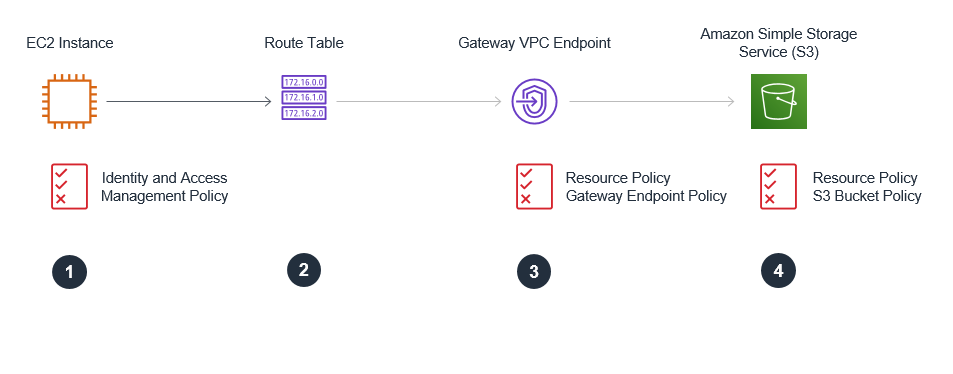 EC2 Instance
Route Table
Gateway VPC Endpoint
Amazon Simple Storage
Service (S3)
172.16.0.0
172.16.1.0
172.16.2.0
Identity and Access
Management Policy
Resource Policy
Gateway Endpoint Policy
Resource Policy
S3 Bucket Policy
1
2
3
4